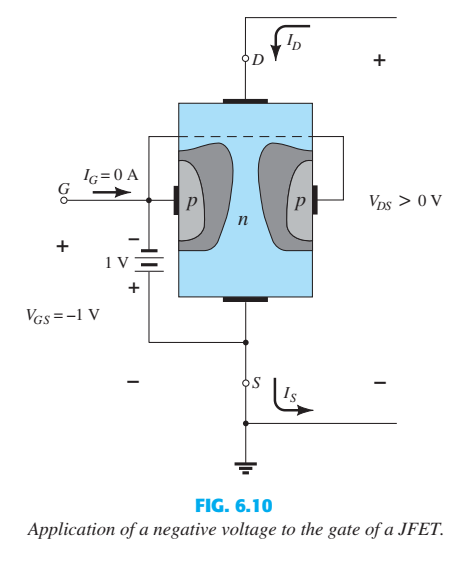 I_D
D
+
I_G = 0 A
G
p
n
p
V_DS > 0 V
+
−
1 V
+
V_GS = −1 V
−
S
I_S
−
FIG. 6.10
Application of a negative voltage to the gate of a JFET.